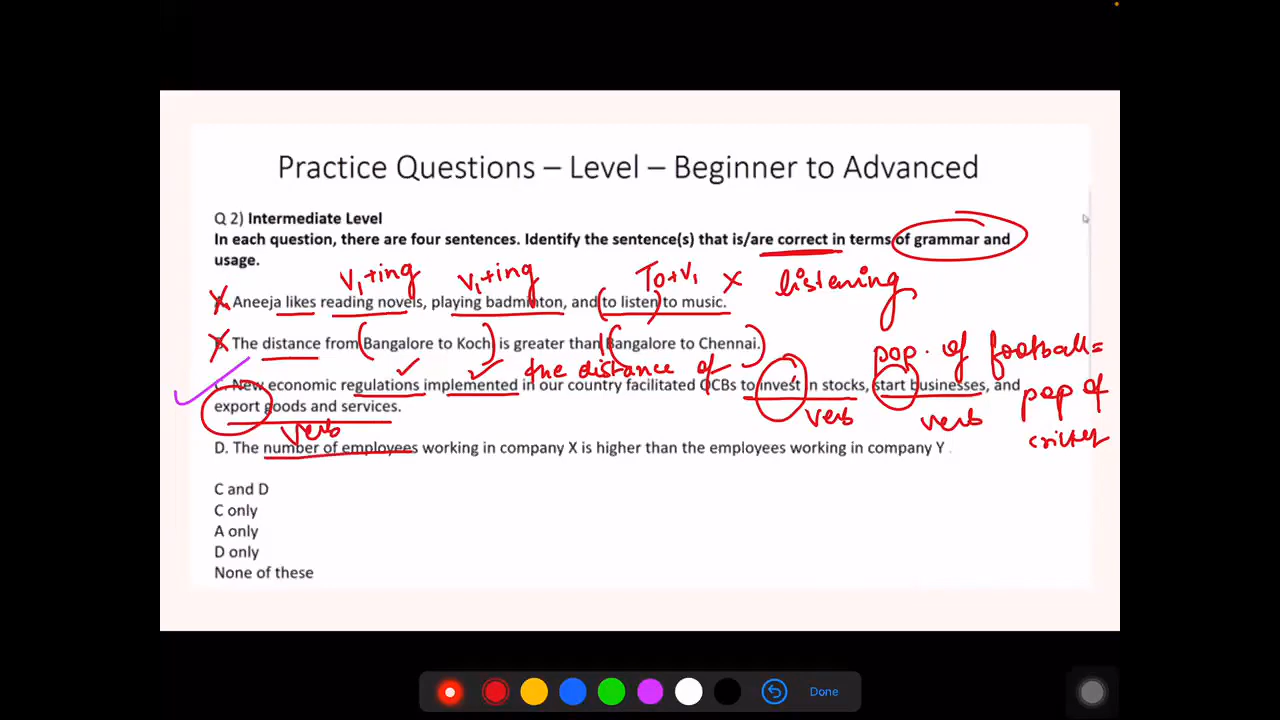 Practice Questions – Level – Beginner to Advanced
Q 2) Intermediate Level
In each question, there are four sentences. Identify the sentence(s) that is/are correct in terms of grammar and
usage.
V1+ing V1+ing To+V1 x listening
Aneeja likes reading novels, playing badminton, and to listen to music.
The distance from Bangalore to Kochi is greater than Bangalore to Chennai.
the distance of
pop. of football =
pop of
cricket
C. New economic regulations implemented in our country facilitated OCBs to invest in stocks, start businesses, and
export goods and services.
verb verb verb
D. The number of employees working in company X is higher than the employees working in company Y.
C and D
C only
A only
D only
None of these
Done